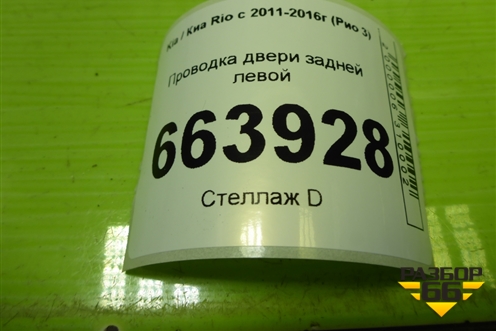 Kia / Киа Rio с 2011-2016г (Рио 3)
Проводка двери задней
левой
663928
Стеллаж D
РАЗБОР
66